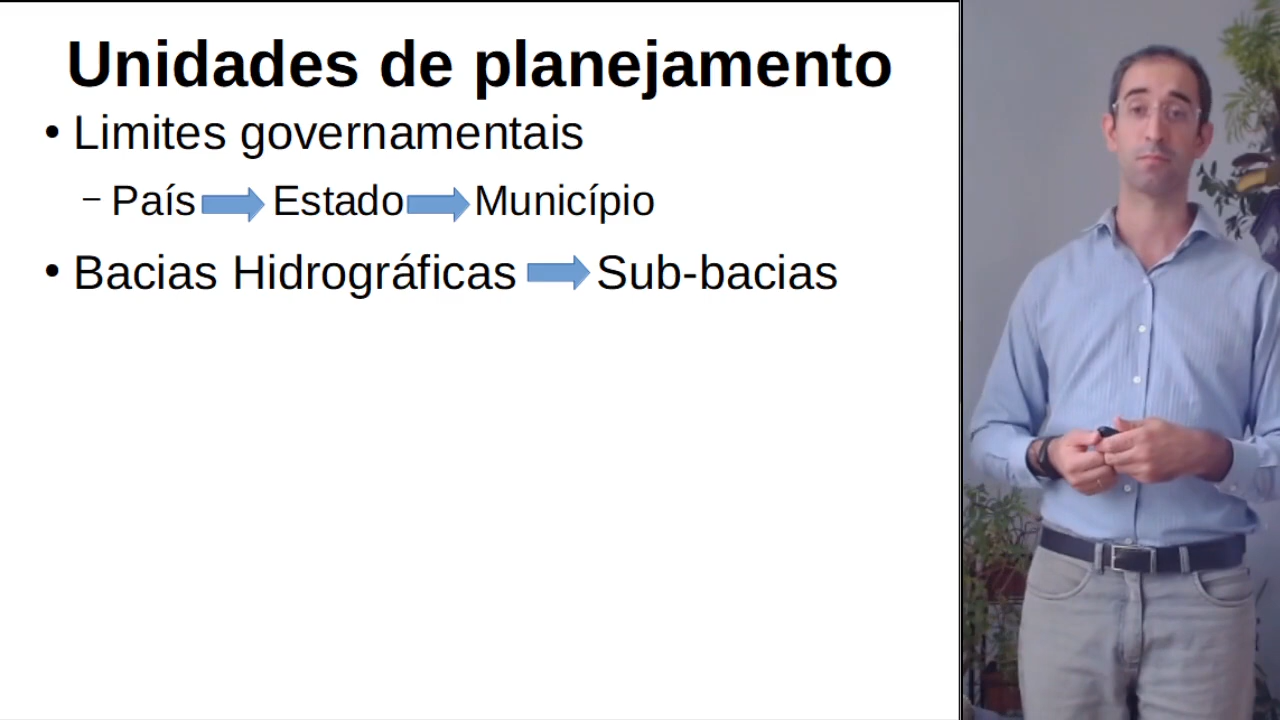 Unidades de planejamento
• Limites governamentais
– País Estado Município
• Bacias Hidrográficas Sub-bacias